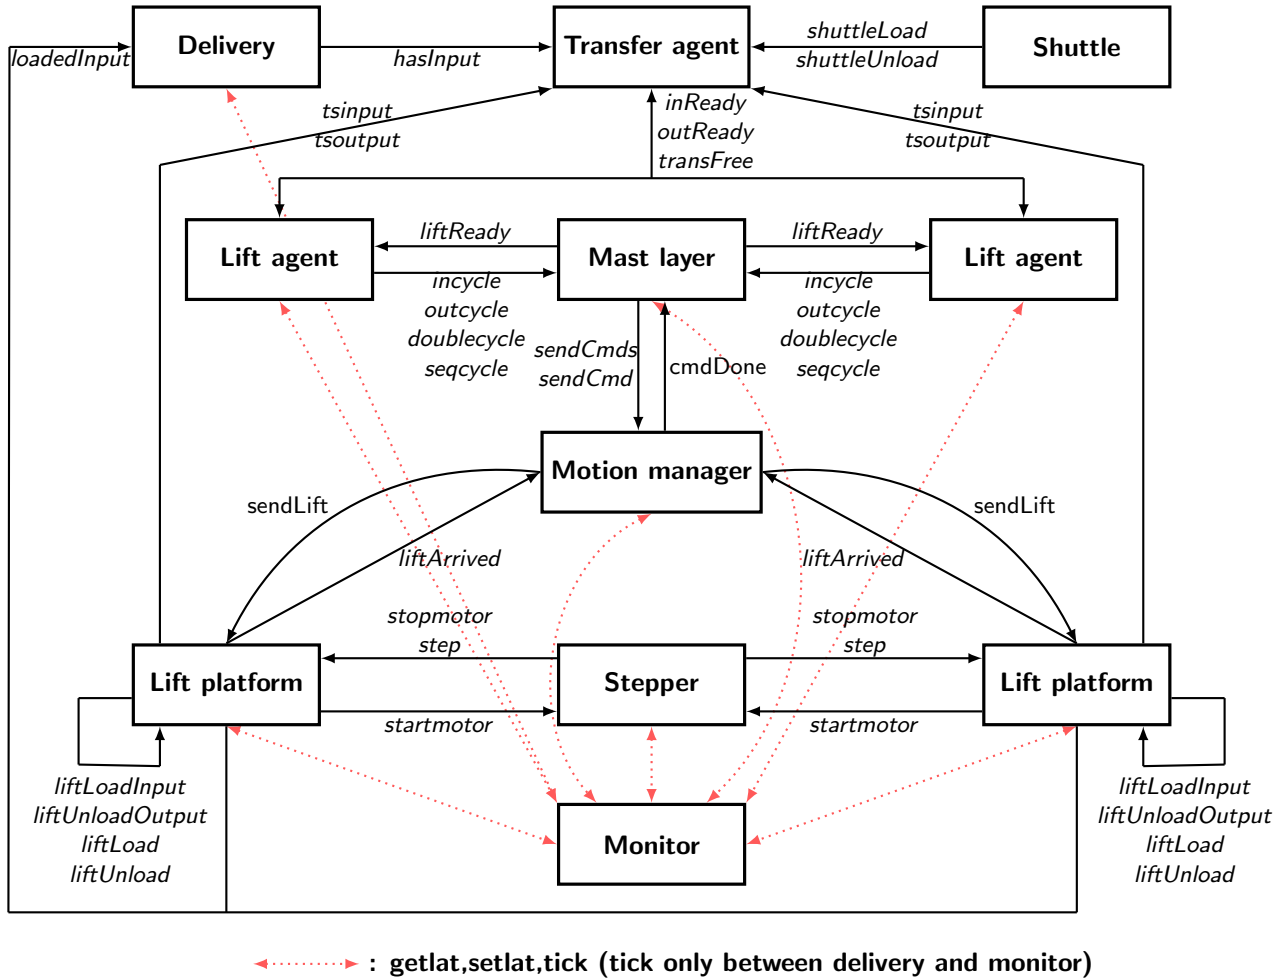 Delivery
Transfer agent
Shuttle
loadedInput
hasInput
shuttleLoad
shuttleUnload
tsinput
tsoutput
inReady
outReady
transFree
tsinput
tsoutput
Lift agent
liftReady
Mast layer
liftReady
Lift agent
incycle
outcycle
doublecycle
seqcycle
incycle
outcycle
doublecycle
seqcycle
sendCmds
sendCmd
cmdDone
Motion manager
sendLift
sendLift
liftArrived
liftArrived
stopmotor
step
stopmotor
step
Lift platform
Stepper
Lift platform
startmotor
startmotor
liftLoadInput
liftUnloadOutput
liftLoad
liftUnload
Monitor
liftLoadInput
liftUnloadOutput
liftLoad
liftUnload
: getlat,setlat,tick (tick only between delivery and monitor)